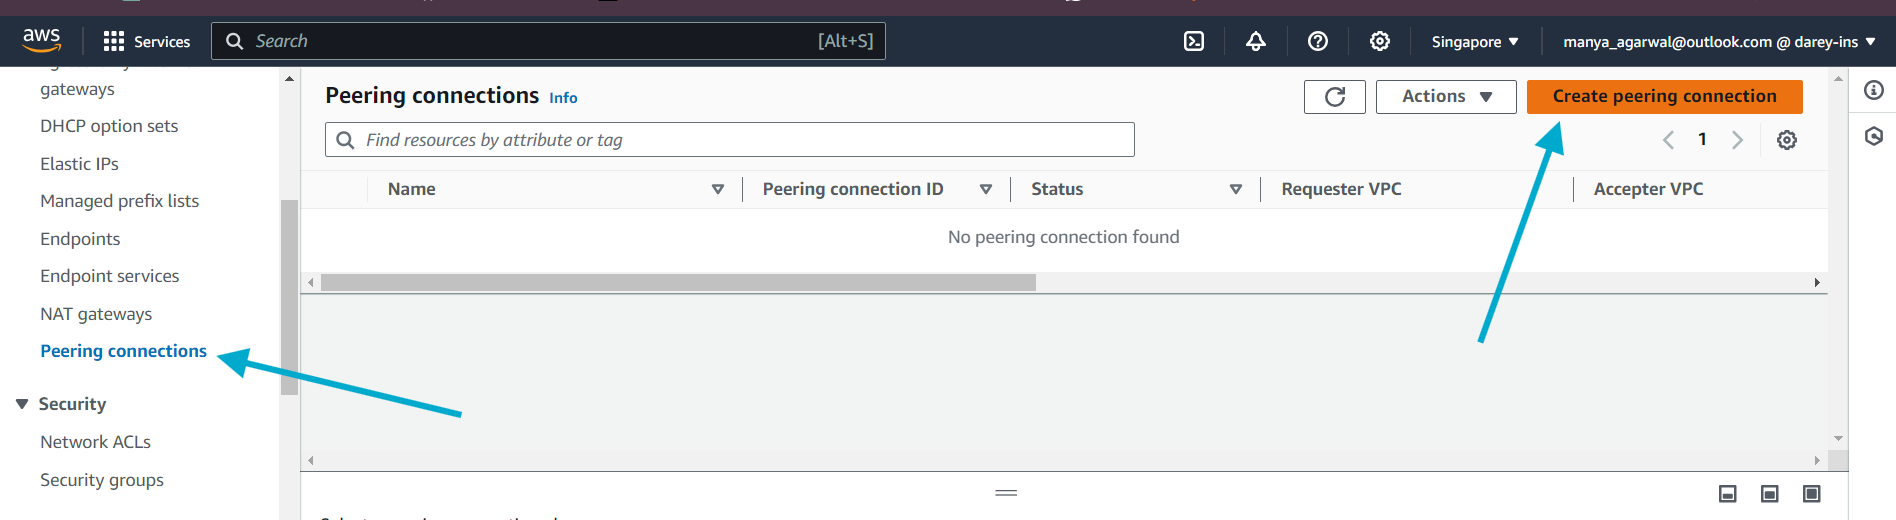 aws
Services
Search
[Alt+S]
Singapore
manya_agarwal@outlook.com @ darey-ins
gateways
DHCP option sets
Elastic IPs
Managed prefix lists
Endpoints
Endpoint services
NAT gateways
Peering connections
Security
Network ACLs
Security groups
Peering connections Info
Actions
Create peering connection
Find resources by attribute or tag
1
Name Peering connection ID Status Requester VPC Accepter VPC
No peering connection found